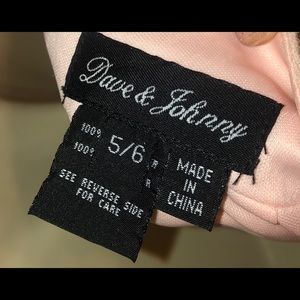 Dave & Johnny
5/6
100%
100%
R
R
SEE REVERSE SIDE
FOR CARE
MADE
IN
CHINA